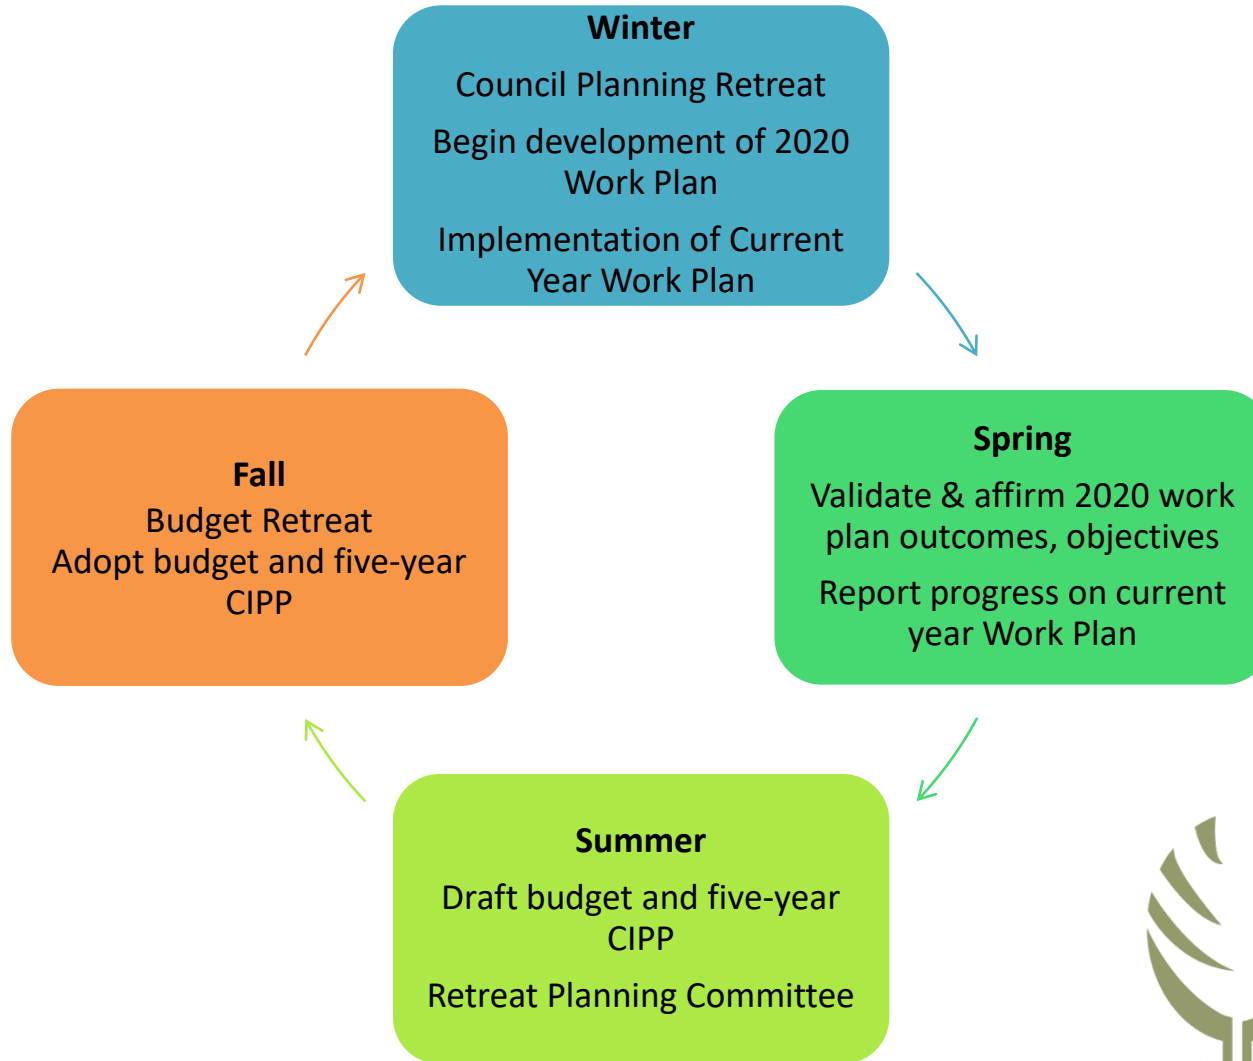 Winter
Council Planning Retreat
Begin development of 2020
Work Plan
Implementation of Current
Year Work Plan
Spring
Validate & affirm 2020 work
plan outcomes, objectives
Report progress on current
year Work Plan
Summer
Draft budget and five-year
CIPP
Retreat Planning Committee
Fall
Budget Retreat
Adopt budget and five-year
CIPP